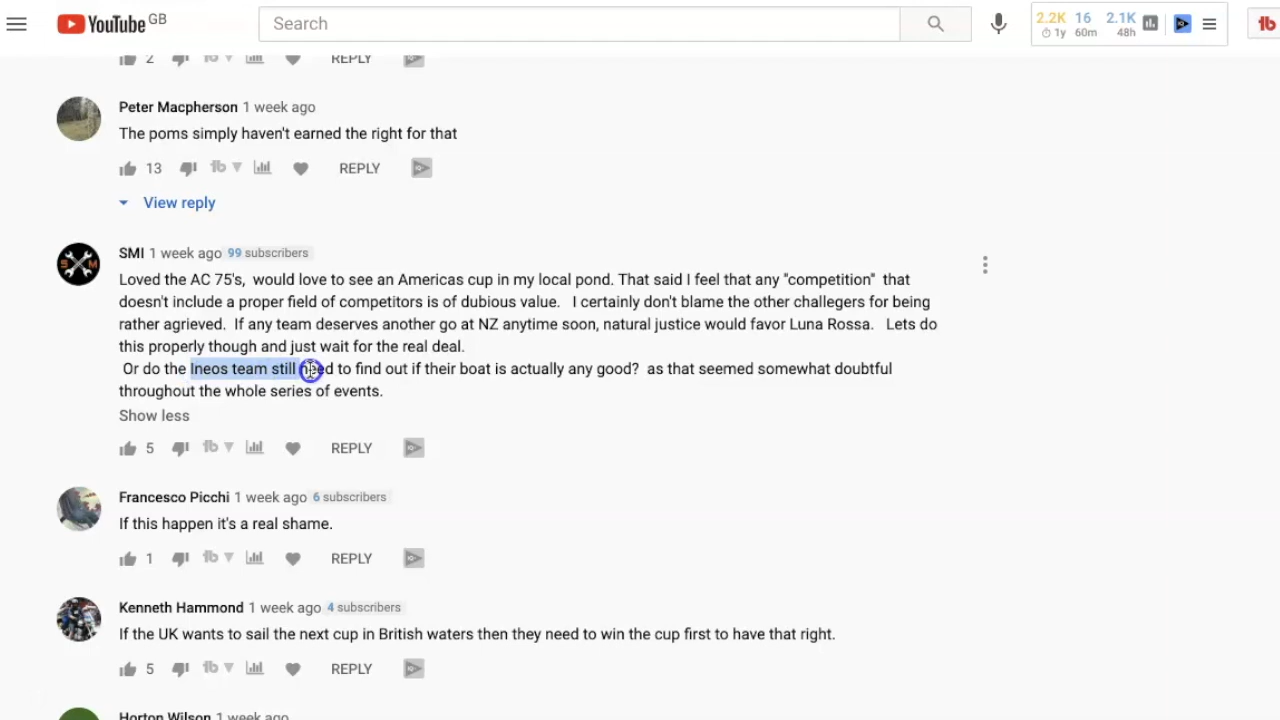 YouTube GB
Search
2.2K 16 2.1K
1y 60m 48h
tb
2 tb REPLY
Peter Macpherson 1 week ago
The poms simply haven't earned the right for that
13 tb REPLY
View reply
SMI 1 week ago 99 subscribers
S M
Loved the AC 75's, would love to see an Americas cup in my local pond. That said I feel that any "competition" that
doesn't include a proper field of competitors is of dubious value. I certainly don't blame the other challegers for being
rather agrieved. If any team deserves another go at NZ anytime soon, natural justice would favor Luna Rossa. Lets do
this properly though and just wait for the real deal.
Or do the Ineos team still need to find out if their boat is actually any good? as that seemed somewhat doubtful
throughout the whole series of events.
Show less
5 tb REPLY
Francesco Picchi 1 week ago 6 subscribers
If this happen it's a real shame.
1 tb REPLY
Kenneth Hammond 1 week ago 4 subscribers
If the UK wants to sail the next cup in British waters then they need to win the cup first to have that right.
5 tb REPLY
Horton Wilson 1 week ago